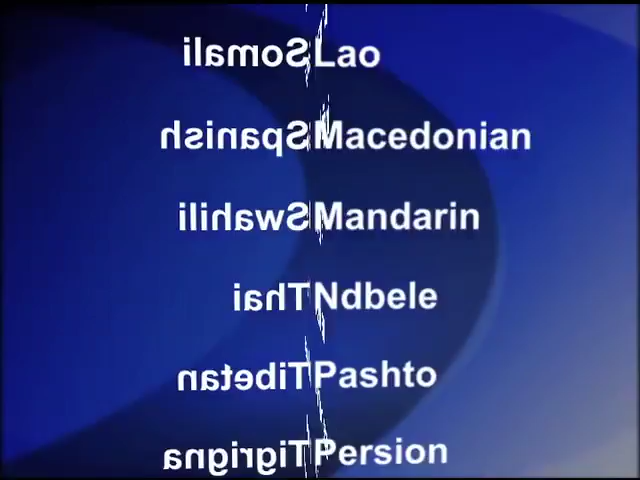 Somali Lao
Spanish Macedonian
Swahili Mandarin
Thai Ndbele
Tibetan Pashto
Tigrigna Persion